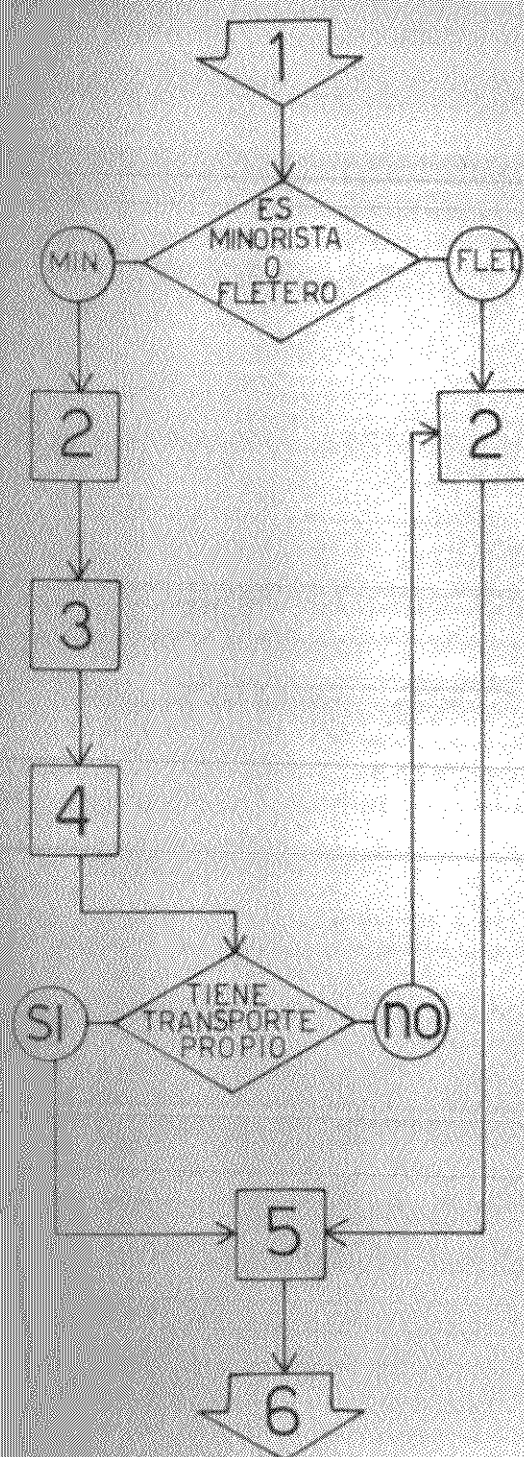 1
ES
MINORISTA
O
FLETERO
MIN
FLET
2
2
3
4
TIENE
TRANSPORTE
PROPIO
SI
no
5
6